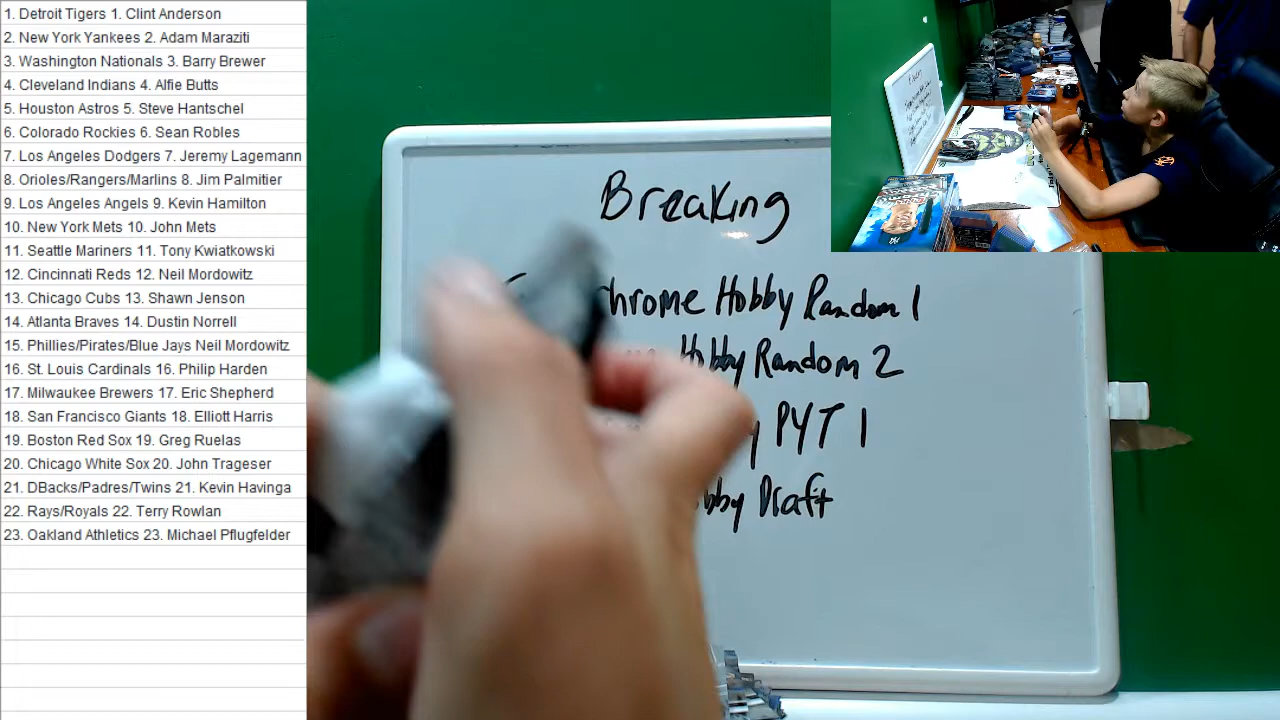 1. Detroit Tigers 1. Clint Anderson
2. New York Yankees 2. Adam Maraziti
3. Washington Nationals 3. Barry Brewer
4. Cleveland Indians 4. Alfie Butts
5. Houston Astros 5. Steve Hantschel
6. Colorado Rockies 6. Sean Robles
7. Los Angeles Dodgers 7. Jeremy Lagemann
8. Orioles/Rangers/Marlins 8. Jim Palmitier
9. Los Angeles Angels 9. Kevin Hamilton
10. New York Mets 10. John Mets
11. Seattle Mariners 11. Tony Kwiatkowski
12. Cincinnati Reds 12. Neil Mordowitz
13. Chicago Cubs 13. Shawn Jenson
14. Atlanta Braves 14. Dustin Norrell
15. Phillies/Pirates/Blue Jays Neil Mordowitz
16. St. Louis Cardinals 16. Philip Harden
17. Milwaukee Brewers 17. Eric Shepherd
18. San Francisco Giants 18. Elliott Harris
19. Boston Red Sox 19. Greg Ruelas
20. Chicago White Sox 20. John Trageser
21. DBacks/Padres/Twins 21. Kevin Havinga
22. Rays/Royals 22. Terry Rowlan
23. Oakland Athletics 23. Michael Pflugfelder
Breaking
Chrome Hobby Random 1
Hobby Random 2
PYT 1
Draft